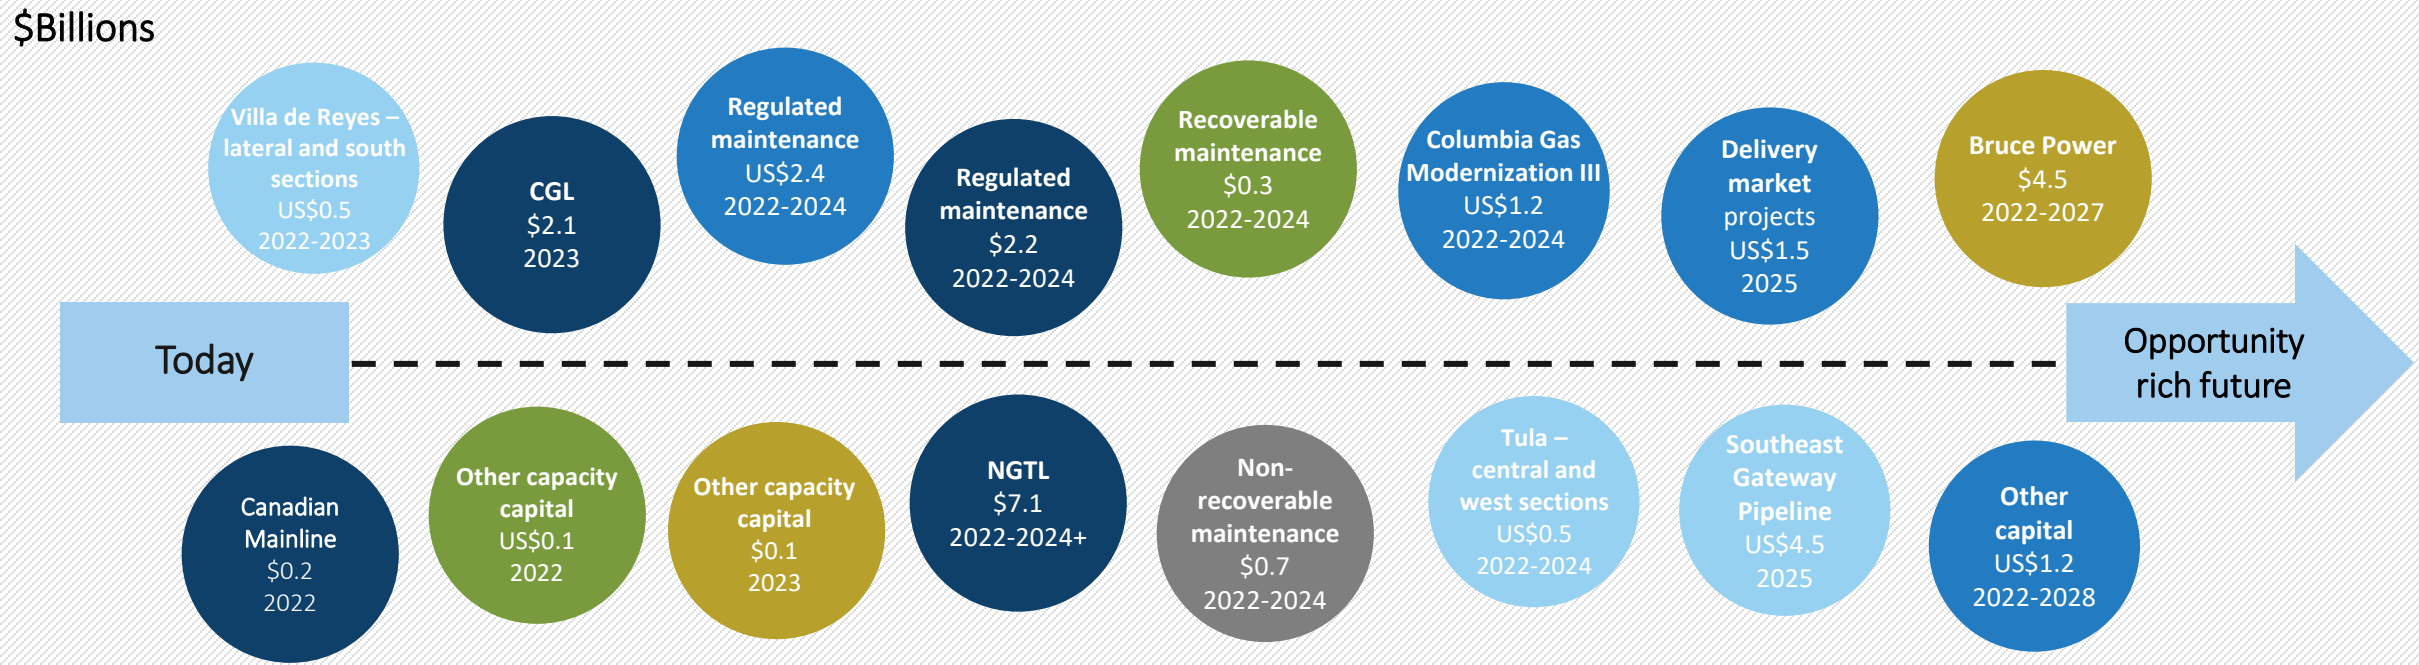 $Billions
Villa de Reyes –
lateral and south
sections
US$0.5
2022-2023
CGL
$2.1
2023
Regulated
maintenance
US$2.4
2022-2024
Regulated
maintenance
$2.2
2022-2024
Recoverable
maintenance
$0.3
2022-2024
Columbia Gas
Modernization III
US$1.2
2022-2024
Delivery
market
projects
US$1.5
2025
Bruce Power
$4.5
2022-2027
Today
Opportunity
rich future
Canadian
Mainline
$0.2
2022
Other capacity
capital
US$0.1
2022
Other capacity
capital
$0.1
2023
NGTL
$7.1
2022-2024+
Non-
recoverable
maintenance
$0.7
2022-2024
Tula –
central and
west sections
US$0.5
2022-2024
Southeast
Gateway
Pipeline
US$4.5
2025
Other
capital
US$1.2
2022-2028